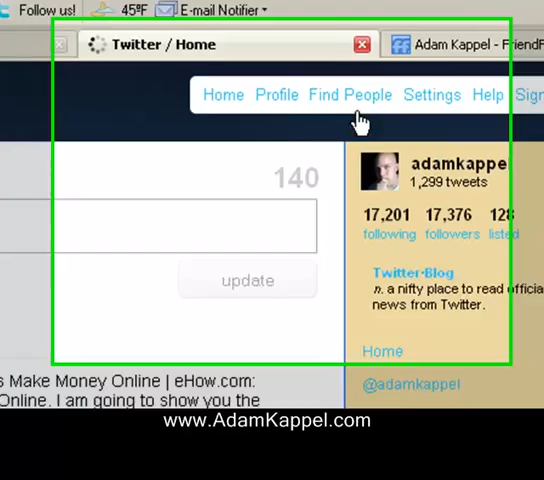 Follow us! 45ºF E-mail Notifier
Twitter / Home Adam Kappel - FriendF
Home Profile Find People Settings Help Sign
140
adamkappel
1,299 tweets
17,201 17,376 128
following followers listed
update
Twitter Blog
n. a nifty place to read official
news from Twitter.
Home
@adamkappel
s Make Money Online | eHow.com:
Online. I am going to show you the
www.AdamKappel.com